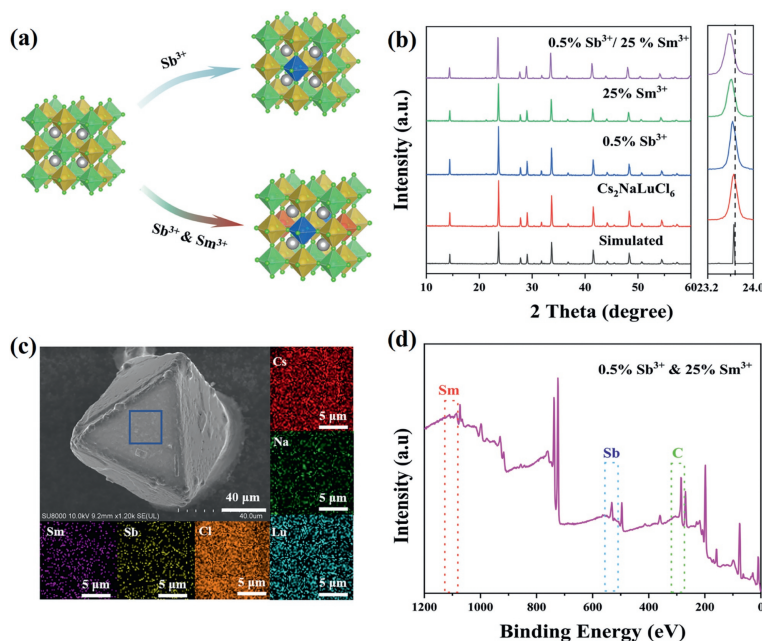 (a)
Sb³⁺
Sb³⁺ & Sm³⁺
(b)
Intensity (a.u.)
0.5% Sb³⁺/ 25 % Sm³⁺
25% Sm³⁺
0.5% Sb³⁺
Cs₂NaLuCl₆
Simulated
10 20 30 40 50 60
23.2 24.0
2 Theta (degree)
(c)
Cs
5 μm
Na
5 μm
40 μm
SU8000 10.0kV 9.2mm x1.20k SE(UL)
40.0um
Sm
5 μm
Sb
5 μm
Cl
5 μm
Lu
5 μm
(d)
Intensity (a.u)
0.5% Sb³⁺ & 25% Sm³⁺
Sm
Sb
C
1200 1000 800 600 400 200 0
Binding Energy (eV)